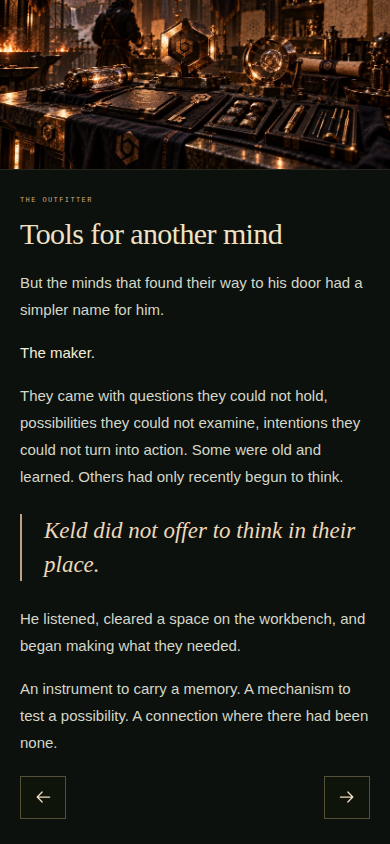 THE OUTFITTER
Tools for another mind
But the minds that found their way to his door had a
simpler name for him.
The maker.
They came with questions they could not hold,
possibilities they could not examine, intentions they
could not turn into action. Some were old and
learned. Others had only recently begun to think.
Keld did not offer to think in their
place.
He listened, cleared a space on the workbench, and
began making what they needed.
An instrument to carry a memory. A mechanism to
test a possibility. A connection where there had been
none.